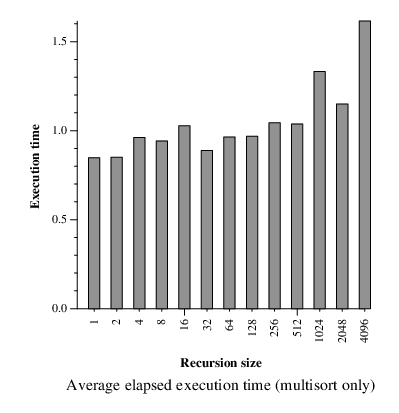 1.5
1.0
0.5
0.0
Execution time
1 2 4 8 16 32 64 128 256 512 1024 2048 4096
Recursion size
Average elapsed execution time (multisort only)